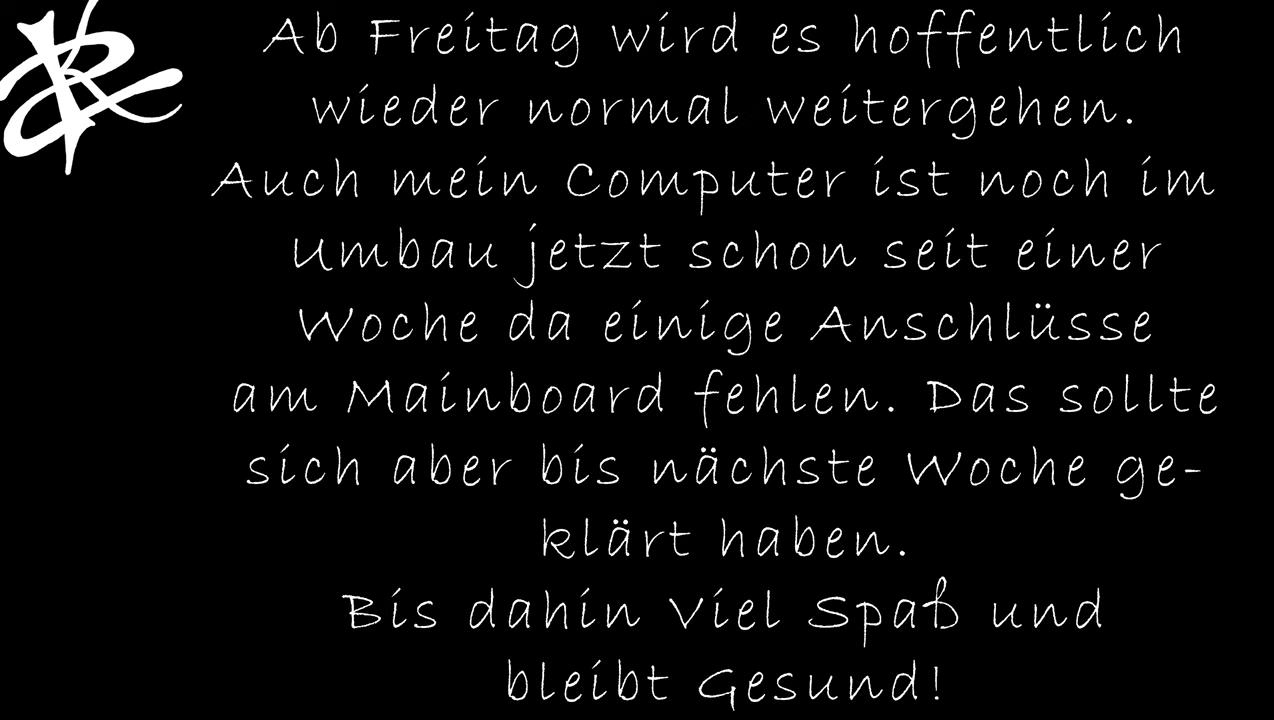 Ab Freitag wird es hoffentlich
wieder normal weitergehen.
Auch mein Computer ist noch im
Umbau jetzt schon seit einer
Woche da einige Anschlüsse
am Mainboard fehlen. Das sollte
sich aber bis nächste Woche ge-
klärt haben.
Bis dahin Viel Spaß und
bleibt Gesund!